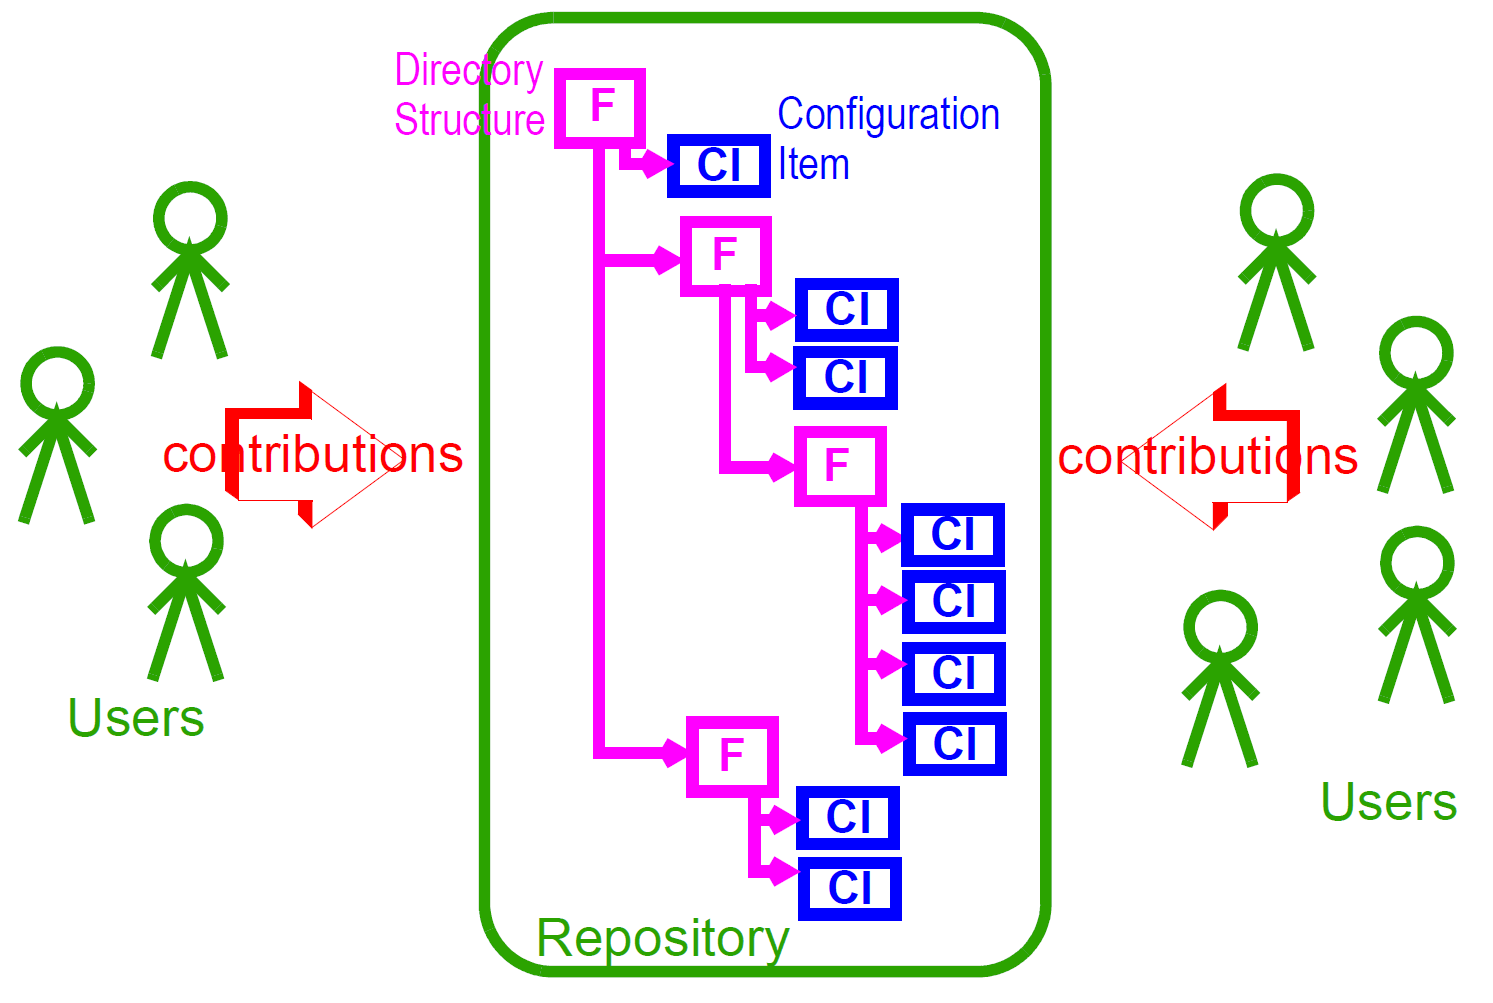 Directory
Structure
F
CI
Configuration
Item
F
CI
CI
F
CI
CI
CI
CI
F
CI
CI
contributions
contributions
Users
Users
Repository